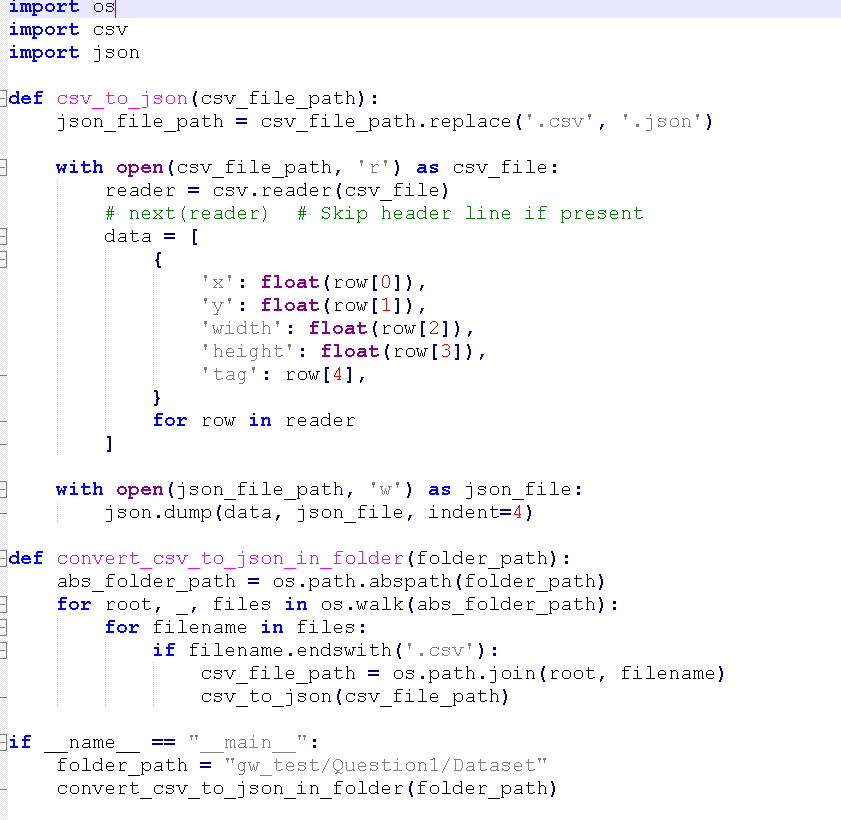 import os
import csv
import json

def csv_to_json(csv_file_path):
    json_file_path = csv_file_path.replace('.csv', '.json')

    with open(csv_file_path, 'r') as csv_file:
        reader = csv.reader(csv_file)
        # next(reader)  # Skip header line if present
        data = [
            {
                'x': float(row[0]),
                'y': float(row[1]),
                'width': float(row[2]),
                'height': float(row[3]),
                'tag': row[4],
            }
            for row in reader
        ]

    with open(json_file_path, 'w') as json_file:
        json.dump(data, json_file, indent=4)

def convert_csv_to_json_in_folder(folder_path):
    abs_folder_path = os.path.abspath(folder_path)
    for root, _, files in os.walk(abs_folder_path):
        for filename in files:
            if filename.endswith('.csv'):
                csv_file_path = os.path.join(root, filename)
                csv_to_json(csv_file_path)

if __name__ == "__main__":
    folder_path = "gw_test/Question1/Dataset"
    convert_csv_to_json_in_folder(folder_path)